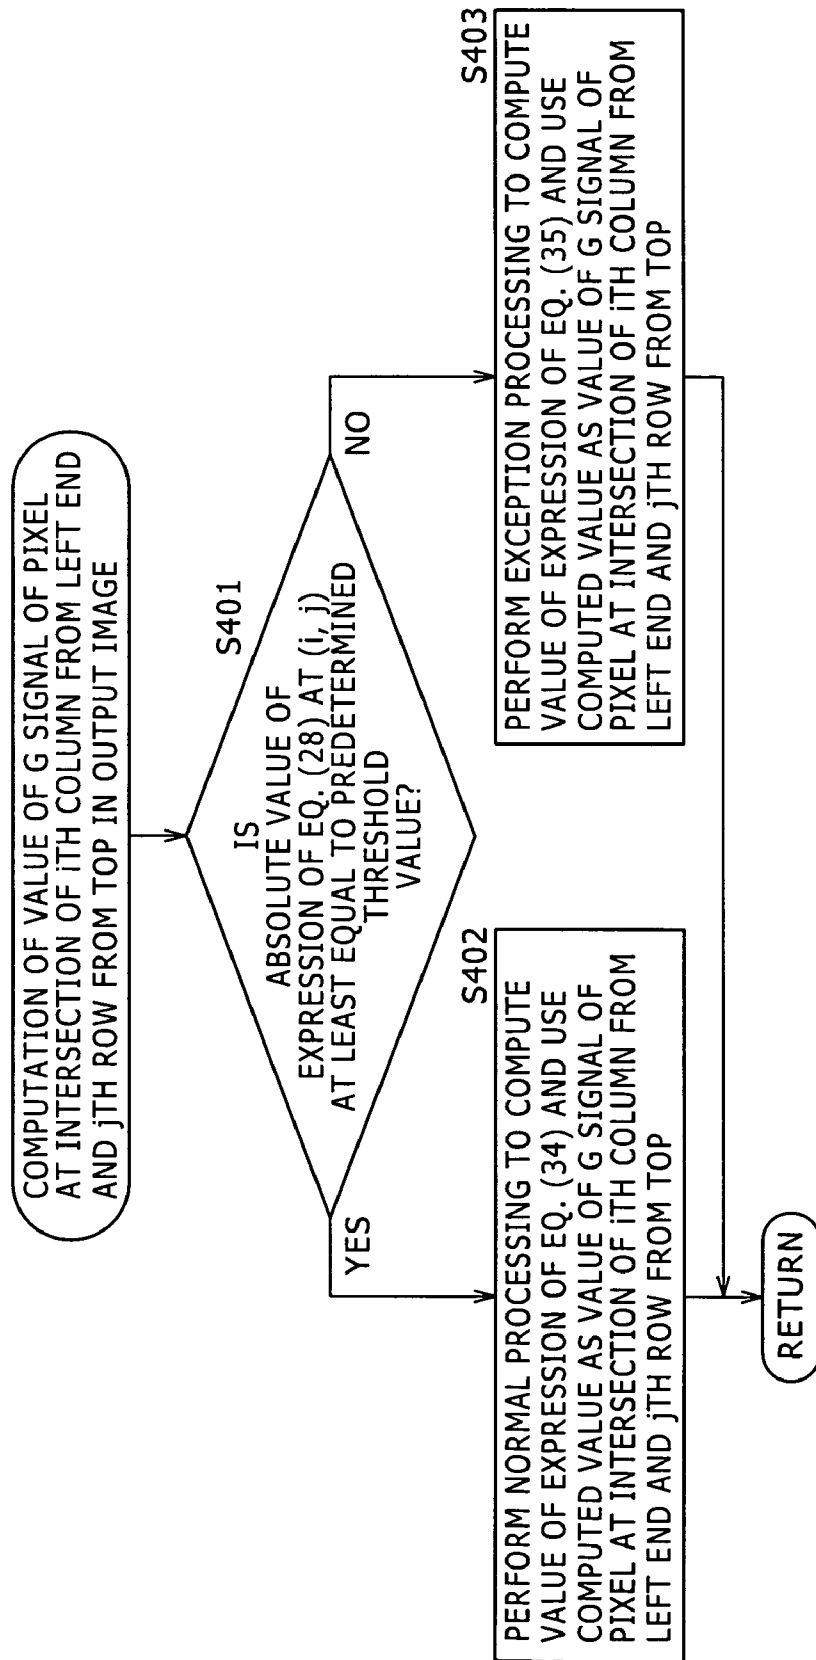 COMPUTATION OF VALUE OF G SIGNAL OF PIXEL
AT INTERSECTION OF iTH COLUMN FROM LEFT END
AND jTH ROW FROM TOP IN OUTPUT IMAGE
S401
IS
ABSOLUTE VALUE OF
EXPRESSION OF EQ. (28) AT (i, j)
AT LEAST EQUAL TO PREDETERMINED
THRESHOLD
VALUE?
YES
NO
S402
PERFORM NORMAL PROCESSING TO COMPUTE
VALUE OF EXPRESSION OF EQ. (34) AND USE
COMPUTED VALUE AS VALUE OF G SIGNAL OF
PIXEL AT INTERSECTION OF iTH COLUMN FROM
LEFT END AND jTH ROW FROM TOP
S403
PERFORM EXCEPTION PROCESSING TO COMPUTE
VALUE OF EXPRESSION OF EQ. (35) AND USE
COMPUTED VALUE AS VALUE OF G SIGNAL OF
PIXEL AT INTERSECTION OF iTH COLUMN FROM
LEFT END AND jTH ROW FROM TOP
RETURN